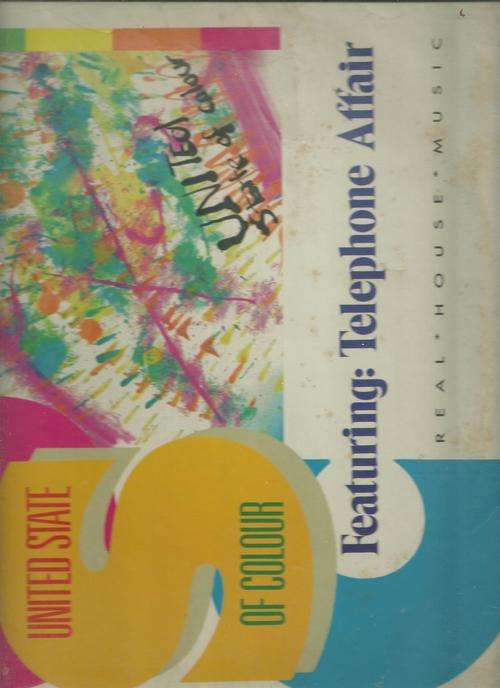 UNITED STATE
OF COLOUR
UNITED
State of colour
Featuring: Telephone Affair
REAL * HOUSE * MUSIC